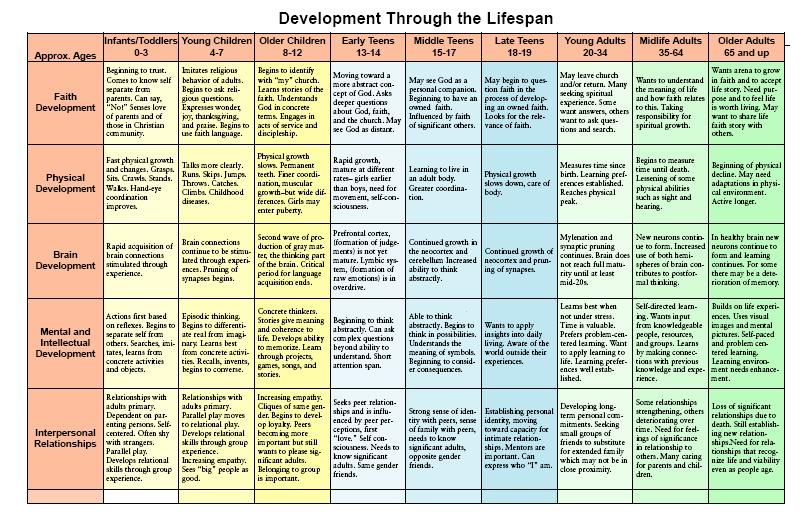 Development Through the Lifespan
Approx. Ages
Infants/Toddlers
0-3
Young Children
4-7
Older Children
8-12
Early Teens
13-14
Middle Teens
15-17
Late Teens
18-19
Young Adults
20-34
Midlife Adults
35-64
Older Adults
65 and up
Faith
Development
Beginning to trust.
Comes to know self
separate from
parents. Can say,
"Not" Senses love
of parents and of
those in Christian
community.
Imitates religious
behavior of adults.
Begins to ask reli-
gious questions.
Expresses wonder,
joy, thanksgiving,
and praise. Begins to
use faith language.
Begins to identify
with "my" church.
Learns stories of the
faith. Understands
God in concrete
terms. Engages in
acts of service and
discipleship.
Moving toward a
more abstract con-
cept of God. Asks
deeper questions
about God, faith,
and the church. May
see God as distant.
May see God as a
personal companion.
Beginning to have an
owned faith.
Influenced by faith
of significant others.
May begin to ques-
tion faith in the
process of develop-
ing an owned faith.
Looks for the rele-
vance of faith.
May leave church
and/or return. Many
seeking spiritual
experience. Some
want answers, others
want to ask ques-
tions and search.
Wants to understand
the meaning of life
and how faith relates
to this. Taking
responsibility for
spiritual growth.
Wants arena to grow
in faith and to accept
life story. Need pur-
pose and to feel life
is worth living. May
want to share life
faith story with
others.
Physical
Development
Fast physical growth
and changes. Grasps.
Sits. Crawls. Stands.
Walks. Hand-eye
coordination
improves.
Talks more clearly.
Runs. Skips. Jumps.
Throws. Catches.
Climbs. Childhood
diseases.
Physical growth
slows. Permanent
teeth. Finer coordi-
nation, muscular
growth–but wide dif-
ferences. Girls may
enter puberty.
Rapid growth,
mature at different
rates– girls earlier
than boys, need for
movement, self-con-
sciousness.
Learning to live in
an adult body.
Greater coordina-
tion.
Physical growth
slows down, care of
body.
Measures time since
birth. Learning pref-
erences established.
Reaches physical
peak.
Begins to measure
time until death.
Lessening of some
physical abilities
such as sight and
hearing.
Beginning of physical
decline. May need
adaptations in physi-
cal environment.
Active longer.
Brain
Development
Rapid acquisition of
brain connections
stimulated through
experience.
Brain connections
continue to be stimu-
lated through experi-
ences. Pruning of
synapses begins.
Second wave of pro-
duction of gray mat-
ter, the thinking part
of the brain. Critical
period for language
acquisition ends.
Prefrontal cortex,
(formation of judge-
ments) is not yet
mature. Lymbic sys-
tem, (formation of
raw emotions) is in
overdrive.
Continued growth in
the neocortex and
cerebellum Increased
ability to think
abstractly.
Continued growth of
neocortex and prun-
ing of synapses.
Mylenation and
synaptic pruning
continues. Brain does
not reach full matu-
rity until at least
mid-20s.
New neurons contin-
ue to form. Increased
use of both hemi-
spheres of brain con-
tributes to postfor-
mal thinking.
In healthy brain new
neurons continue to
form and learning
continues. For some
there may be a dete-
rioration of memory.
Mental and
Intellectual
Development
Actions first based
on reflexes. Begins to
separate self from
others. Searches, imi-
tates, learns from
concrete activities
and objects.
Episodic thinking.
Begins to differenti-
ate real from imagi-
nary. Learns best
from concrete activi-
ties. Recalls, invents,
begins to converse.
Concrete thinkers.
Stories give meaning
and coherence to
life. Develops ability
to memorize. Learn
through projects,
games, songs, and
stories.
Beginning to think
abstractly. Can ask
complex questions
beyond ability to
understand. Short
attention span.
Able to think
abstractly. Begins to
think in possibilities.
Understands the
meaning of symbols.
Beginning to consid-
er consequences.
Wants to apply
insights into daily
living. Aware of the
world outside their
experiences.
Learns best when
not under stress.
Time is valuable.
Prefers problem-cen-
tered learning. Want
to apply learning to
life. Learning prefer-
ences well estab-
lished.
Self-directed learn-
ing. Wants input
from knowledgeable
people, resources,
and groups. Learns
by making connec-
tions with previous
knowledge and expe-
rience.
Builds on life experi-
ences. Uses visual
images and mental
pictures. Self-paced
and problem cen-
tered learning.
Learning environ-
ment needs enhance-
ment.
Interpersonal
Relationships
Relationships with
adults primary.
Dependent on par-
enting persons. Self-
centered. Often shy
with strangers.
Parallel play.
Develops relational
skills through group
experience.
Relationships with
adults primary.
Parallel play moves
to relational play.
Develops relational
skills through group
experience.
Increasing empathy.
Sees "big" people as
good.
Increasing empathy.
Cliques of same gen-
der. Begins to devel-
op loyalty. Peers
becoming more
important but still
wants to please sig-
nificant adults.
Belonging to group
is important.
Seeks peer relation-
ships and is influ-
enced by peer per-
ceptions, first
"love." Self con-
sciousness. Needs to
know significant
adults. Same gender
friends.
Strong sense of iden-
tity with peers, sense
of family with peers,
needs to know
significant adults,
opposite gender
friends.
Establishing personal
identity, moving
toward capacity for
intimate relation-
ships. Mentors are
important. Can
express who "I" am.
Developing long-
term personal com-
mitments. Seeking
small groups of
friends to substitute
for extended family
which may not be in
close proximity.
Some relationships
strengthening, others
deteriorating over
time. Need for feel-
ings of significance
in relationship to
others. Many caring
for parents and chil-
dren.
Loss of significant
relationships due to
death. Still establish-
ing new relation-
ships.Need for rela-
tionships that recog-
nize life and viability
even as people age.